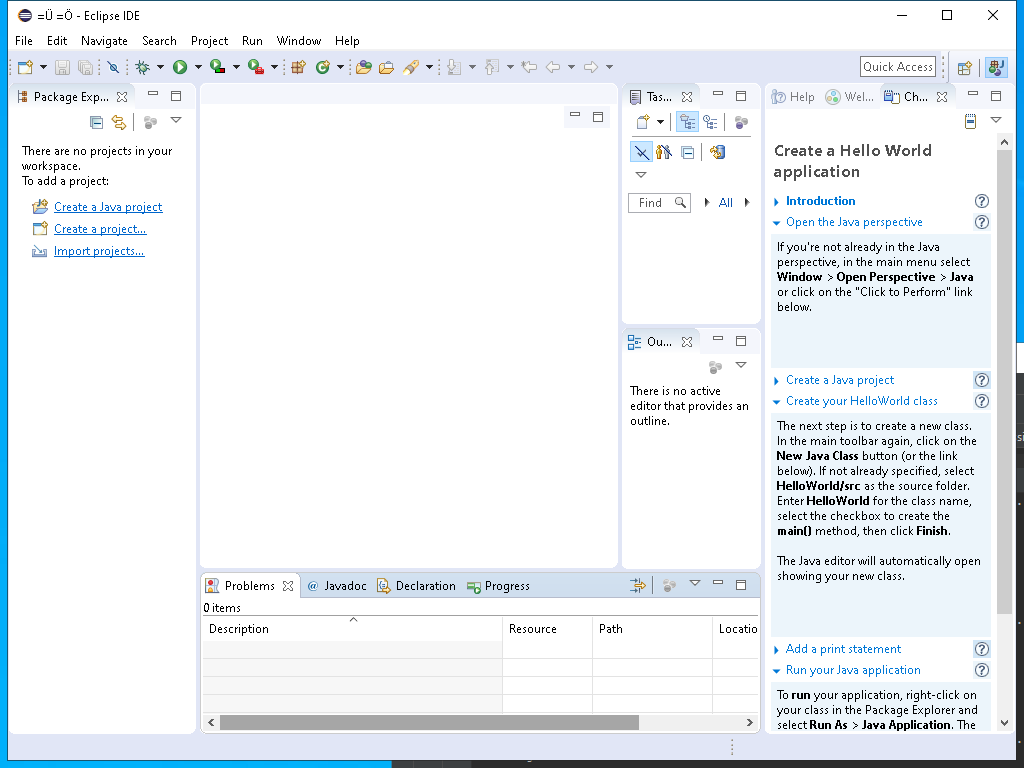 =Ü =Ö - Eclipse IDE
File Edit Navigate Search Project Run Window Help
Quick Access
Package Exp...
There are no projects in your
workspace.
To add a project:
Create a Java project
Create a project...
Import projects...
Tas...
Find
All
Ou...
There is no active
editor that provides an
outline.
Help
Wel...
Ch...
Create a Hello World
application
Introduction
Open the Java perspective
If you're not already in the Java
perspective, in the main menu select
Window > Open Perspective > Java
or click on the "Click to Perform" link
below.
Create a Java project
Create your HelloWorld class
The next step is to create a new class.
In the main toolbar again, click on the
New Java Class button (or the link
below). If not already specified, select
HelloWorld/src as the source folder.
Enter HelloWorld for the class name,
select the checkbox to create the
main() method, then click Finish.
The Java editor will automatically open
showing your new class.
Add a print statement
Run your Java application
To run your application, right-click on
your class in the Package Explorer and
select Run As > Java Application. The
Problems @ Javadoc Declaration Progress
0 items
Description Resource Path Locatio